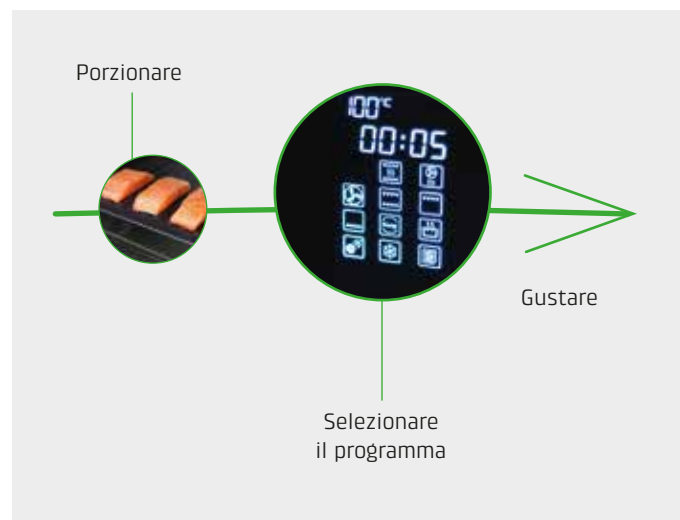 Porzionare
100°C
00:05
Gustare
Selezionare
il programma